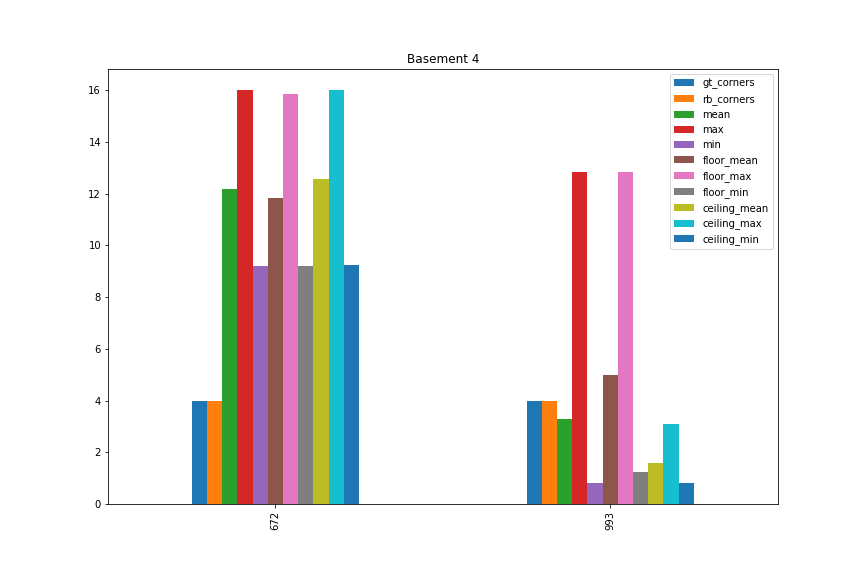 Basement 4
16
14
12
10
8
6
4
2
0
672
993
gt_corners
rb_corners
mean
max
min
floor_mean
floor_max
floor_min
ceiling_mean
ceiling_max
ceiling_min